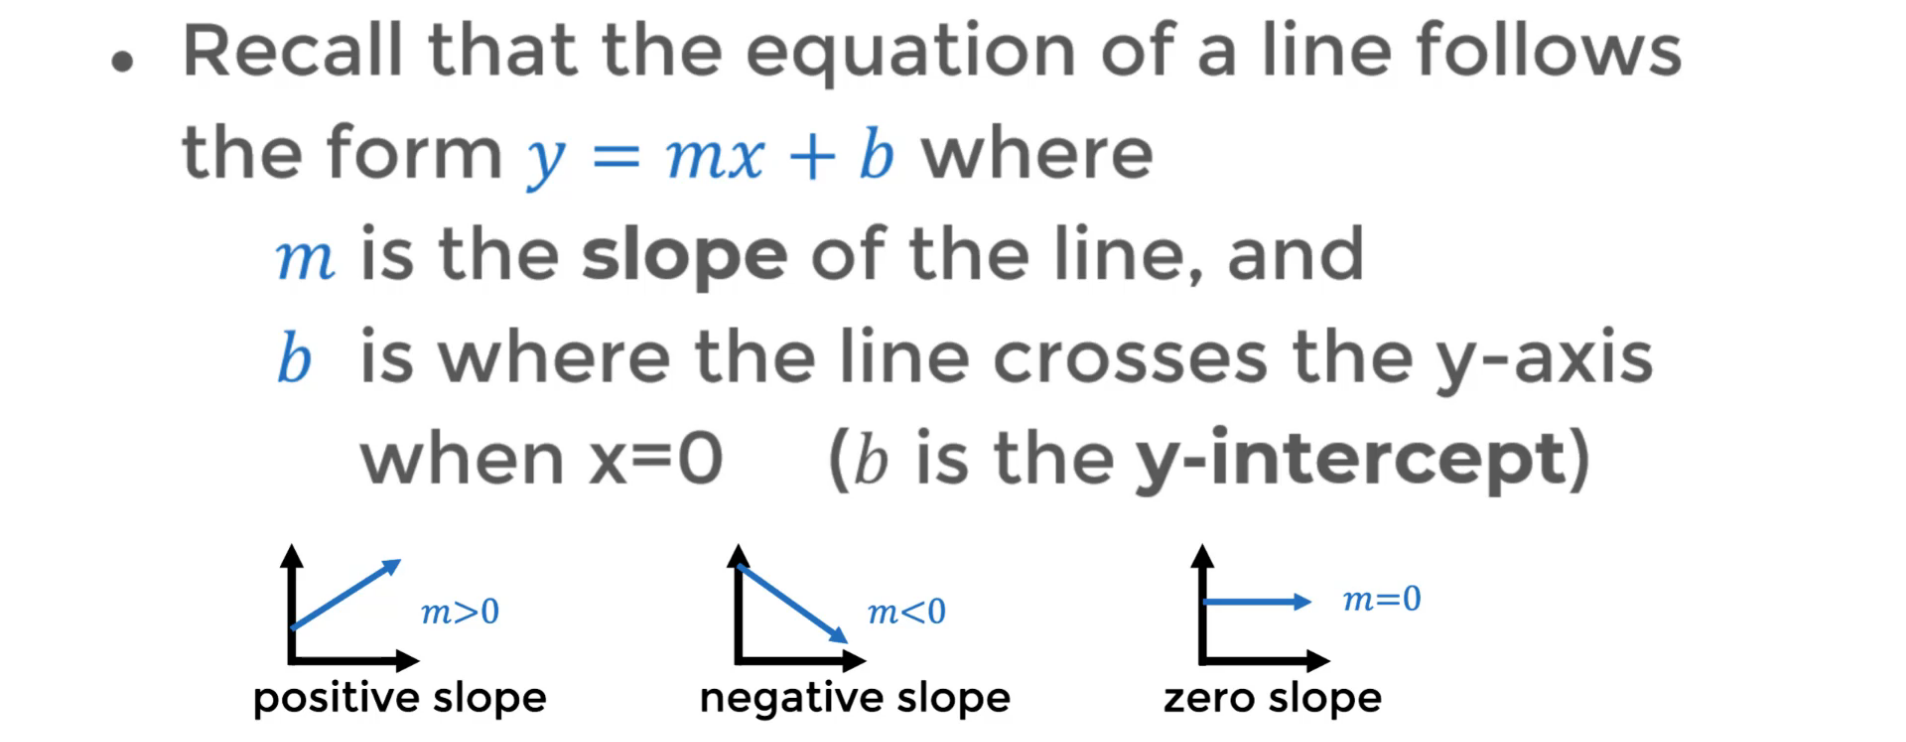 • Recall that the equation of a line follows
the form y = mx + b where
m is the slope of the line, and
b is where the line crosses the y-axis
when x=0 (b is the y-intercept)
m>0
positive slope
m<0
negative slope
m=0
zero slope